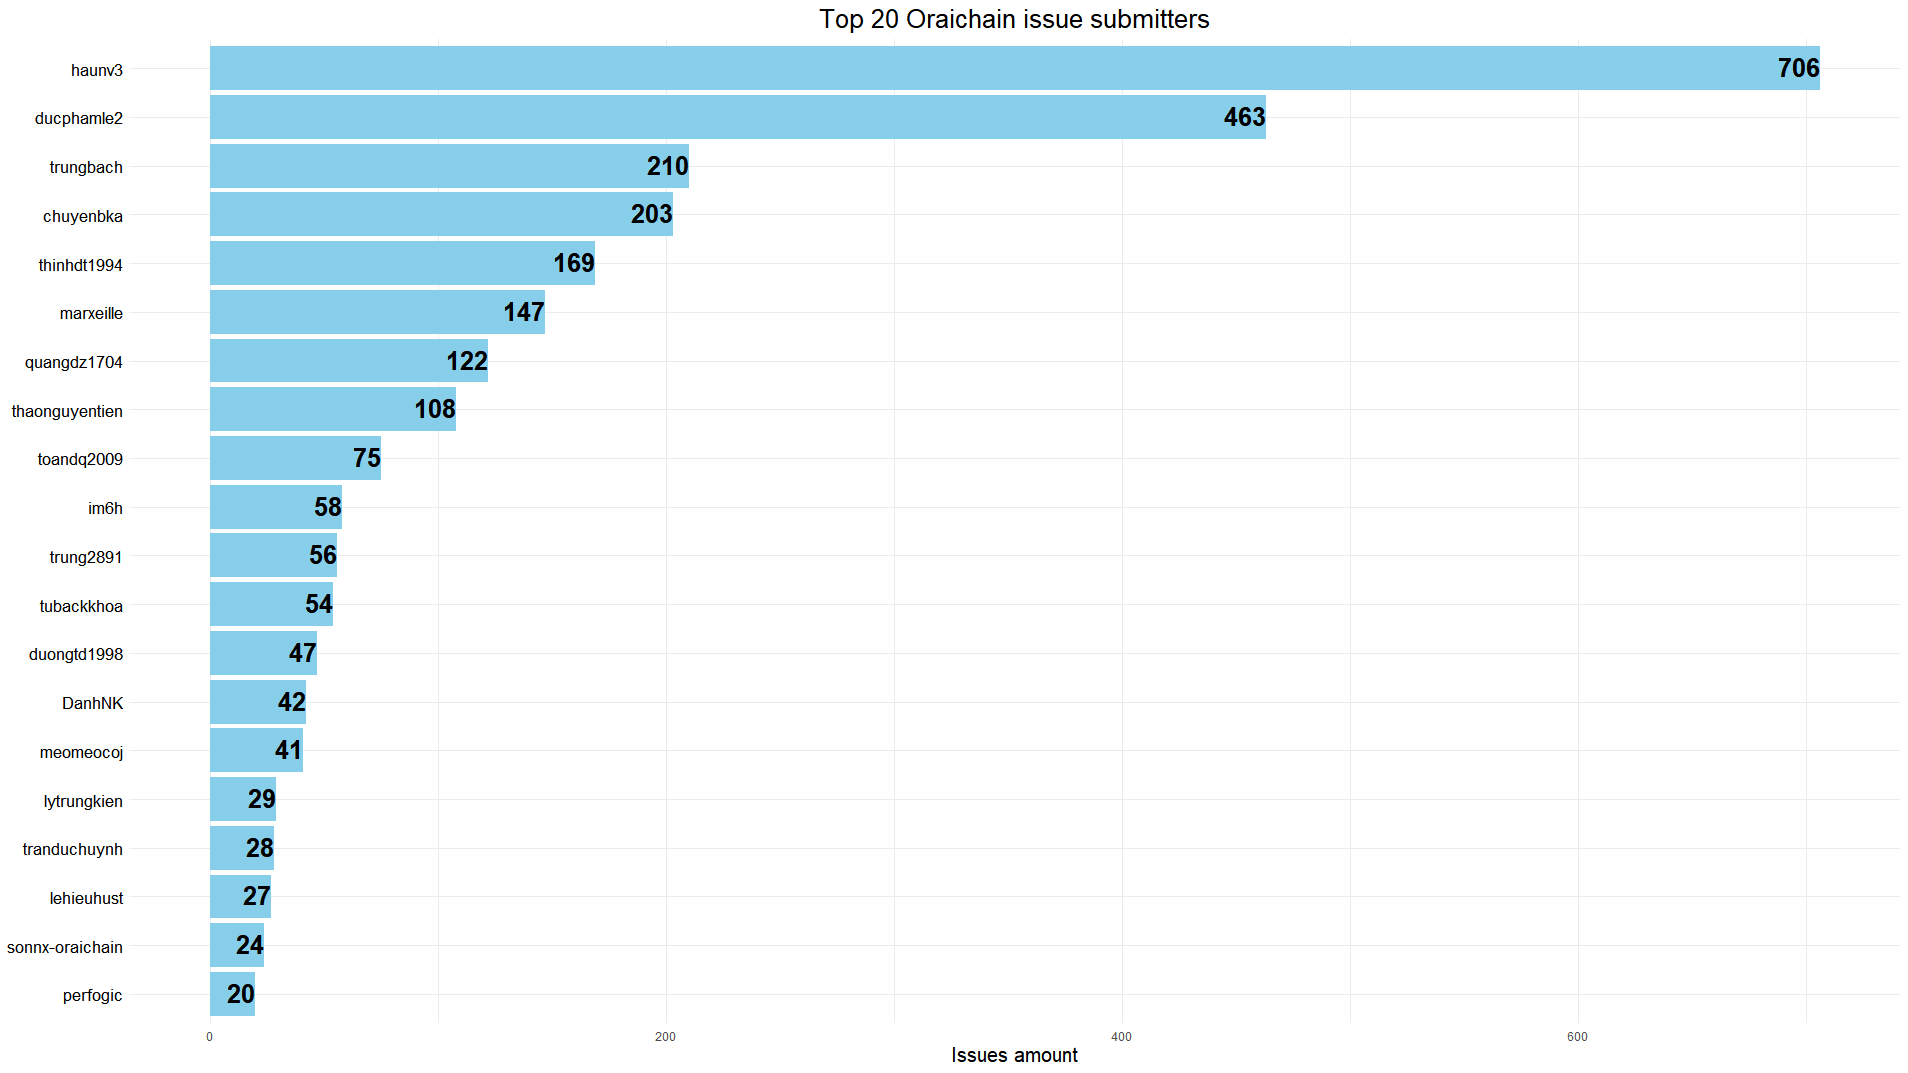 Top 20 Oraichain issue submitters
haunv3 706
ducphamle2 463
trungbach 210
chuyenbka 203
thinhdt1994 169
marxeille 147
quangdz1704 122
thaonguyentien 108
toandq2009 75
im6h 58
trung2891 56
tubackkhoa 54
duongtd1998 47
DanhNK 42
meomeocoj 41
lytrungkien 29
tranduchuynh 28
lehieuhust 27
sonnx-oraichain 24
perfogic 20
0 200 400 600
Issues amount